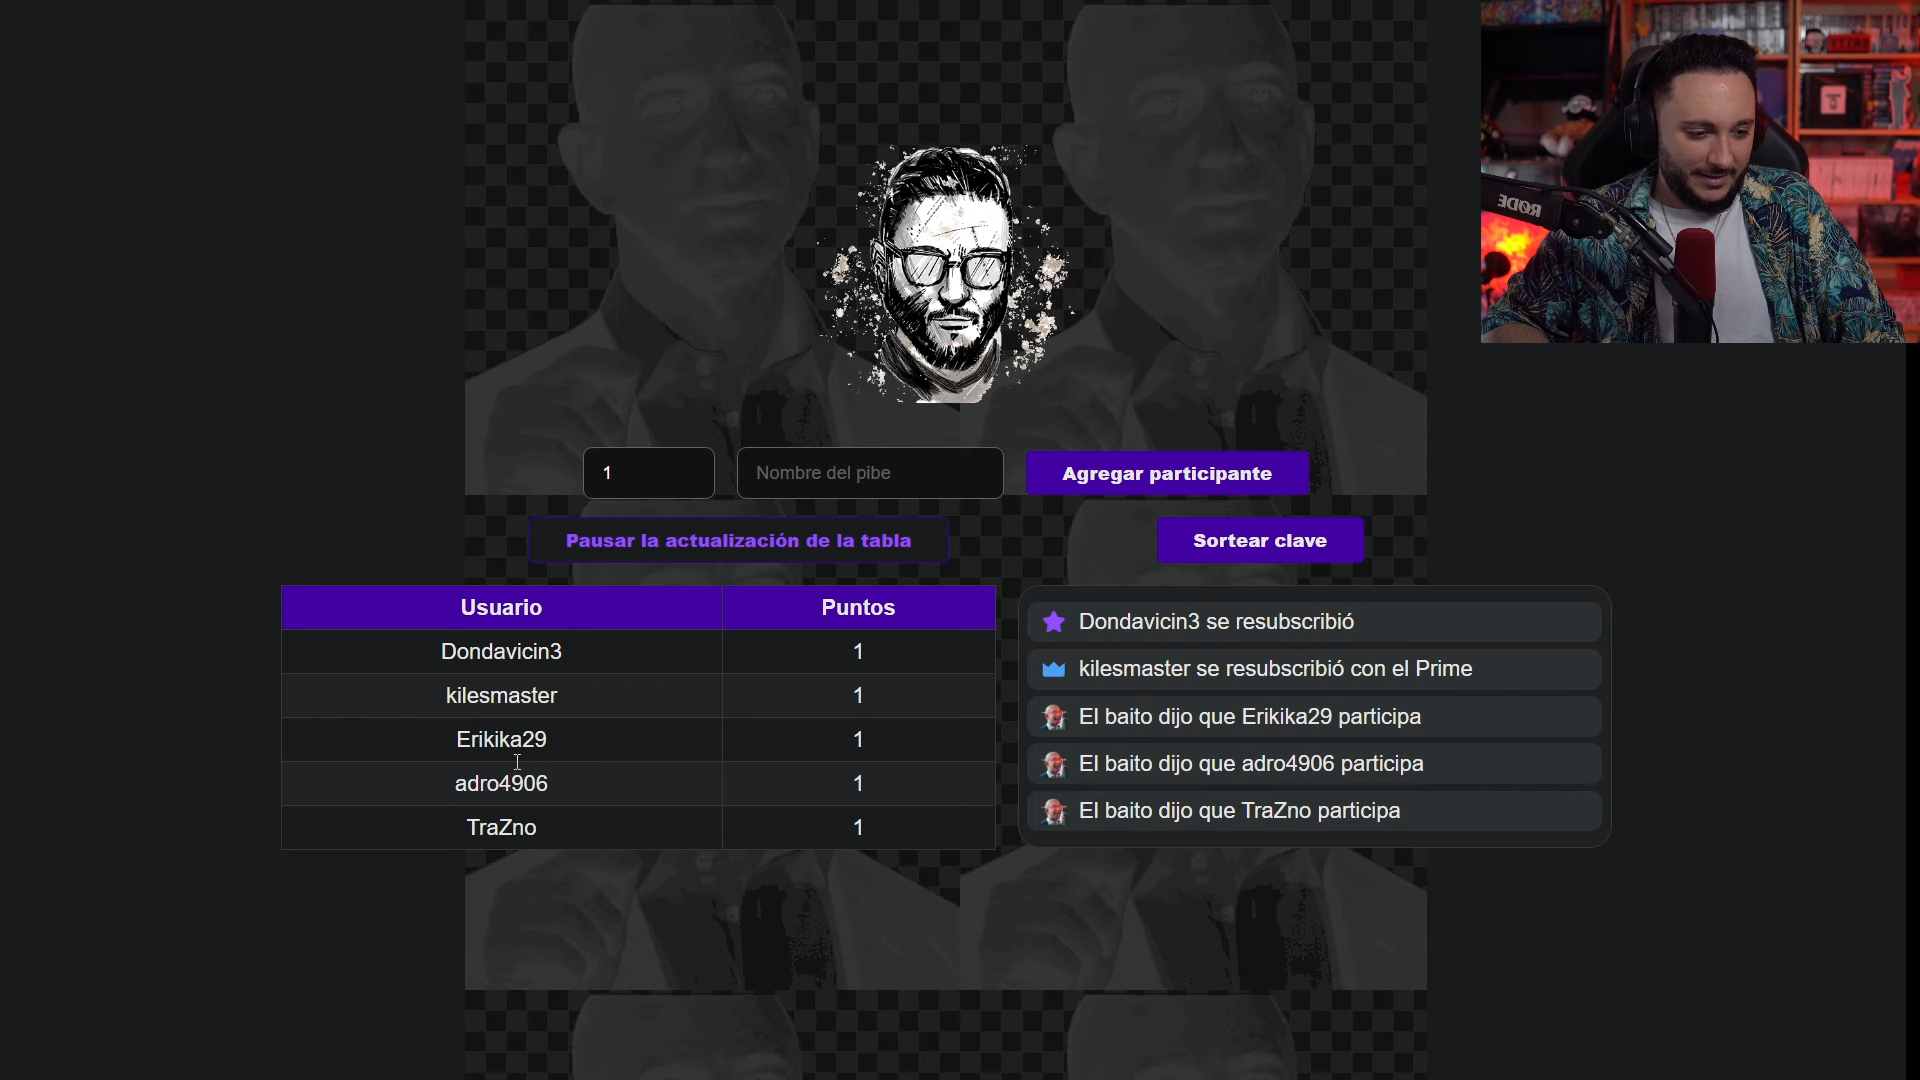 RØDE
1
Nombre del pibe
Agregar participante
Pausar la actualización de la tabla
Sortear clave
Usuario Puntos
Dondavicin3 1
kilesmaster 1
Erikika29 1
adro4906 1
TraZno 1
Dondavicin3 se resubscribió
kilesmaster se resubscribió con el Prime
El baito dijo que Erikika29 participa
El baito dijo que adro4906 participa
El baito dijo que TraZno participa